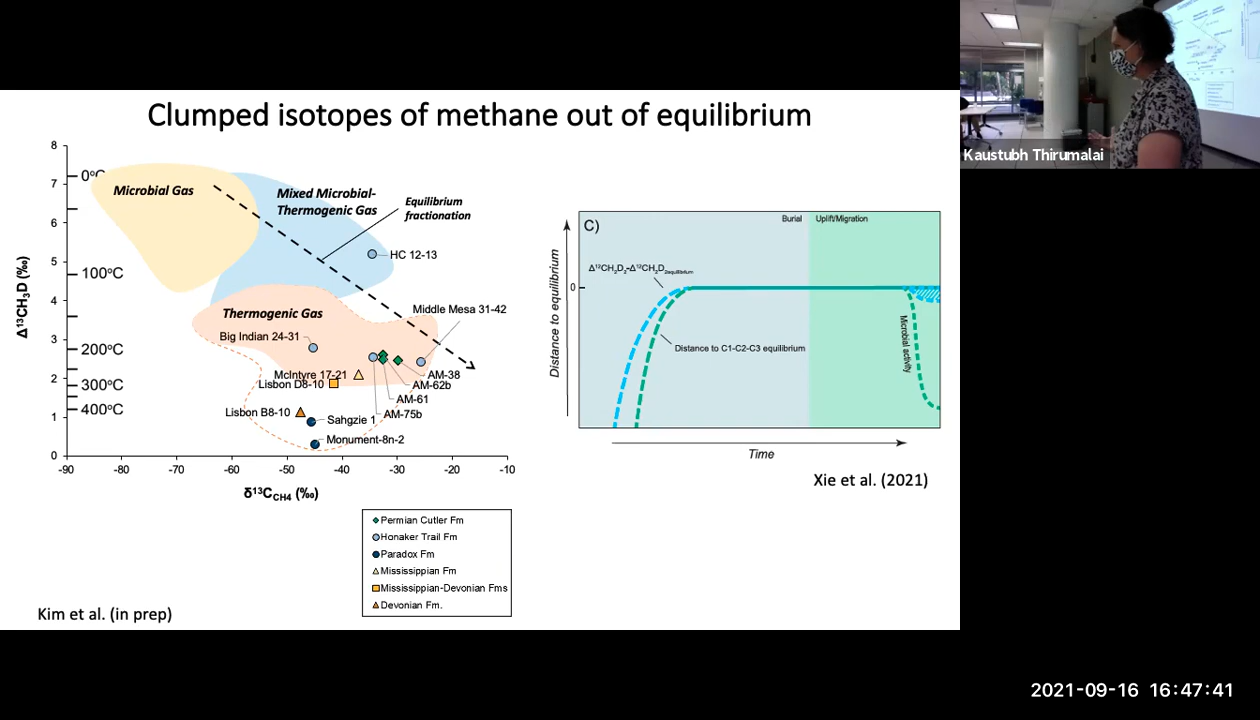 Clumped isotopes of methane out of equilibrium
8
7
6
5
4
3
2
1
0
Δ¹³CH₃D (‰)
0°C
100°C
200°C
300°C
400°C
Microbial Gas
Mixed Microbial-
Thermogenic Gas
Equilibrium
fractionation
HC 12-13
Middle Mesa 31-42
Thermogenic Gas
Big Indian 24-31
McIntyre 17-21
AM-38
Lisbon D8-10
AM-62b
AM-61
Lisbon B8-10
AM-75b
Sahgzie 1
Monument-8n-2
-90
-80
-70
-60
-50
-40
-30
-20
-10
δ¹³C_CH4 (‰)
Permian Cutler Fm
Honaker Trail Fm
Paradox Fm
Mississippian Fm
Mississippian-Devonian Fms
Devonian Fm.
Kim et al. (in prep)
C)
Burial
Uplift/Migration
Distance to equilibrium
0
Δ¹²CH₂D₂-Δ¹²CH₂D₂equilibrium
Distance to C1-C2-C3 equilibrium
Microbial activity
Time
Xie et al. (2021)
Kaustubh Thirumalai
2021-09-16 16:47:41